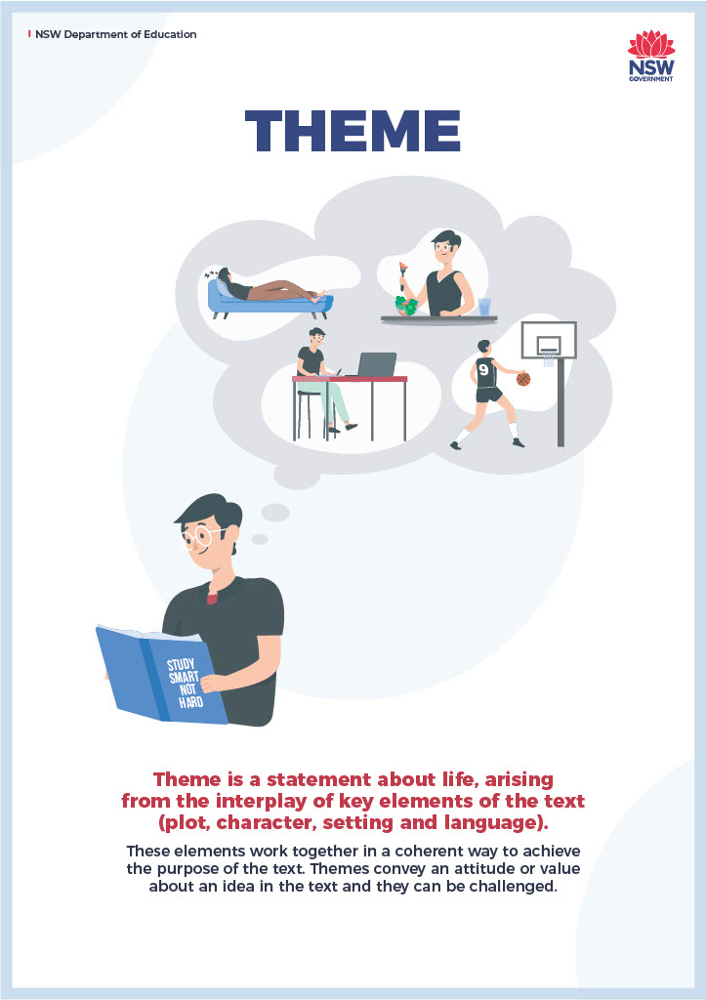 NSW Department of Education
NSW
GOVERNMENT
THEME
9
STUDY
SMART
NOT
HARD
Theme is a statement about life, arising
from the interplay of key elements of the text
(plot, character, setting and language).
These elements work together in a coherent way to achieve
the purpose of the text. Themes convey an attitude or value
about an idea in the text and they can be challenged.